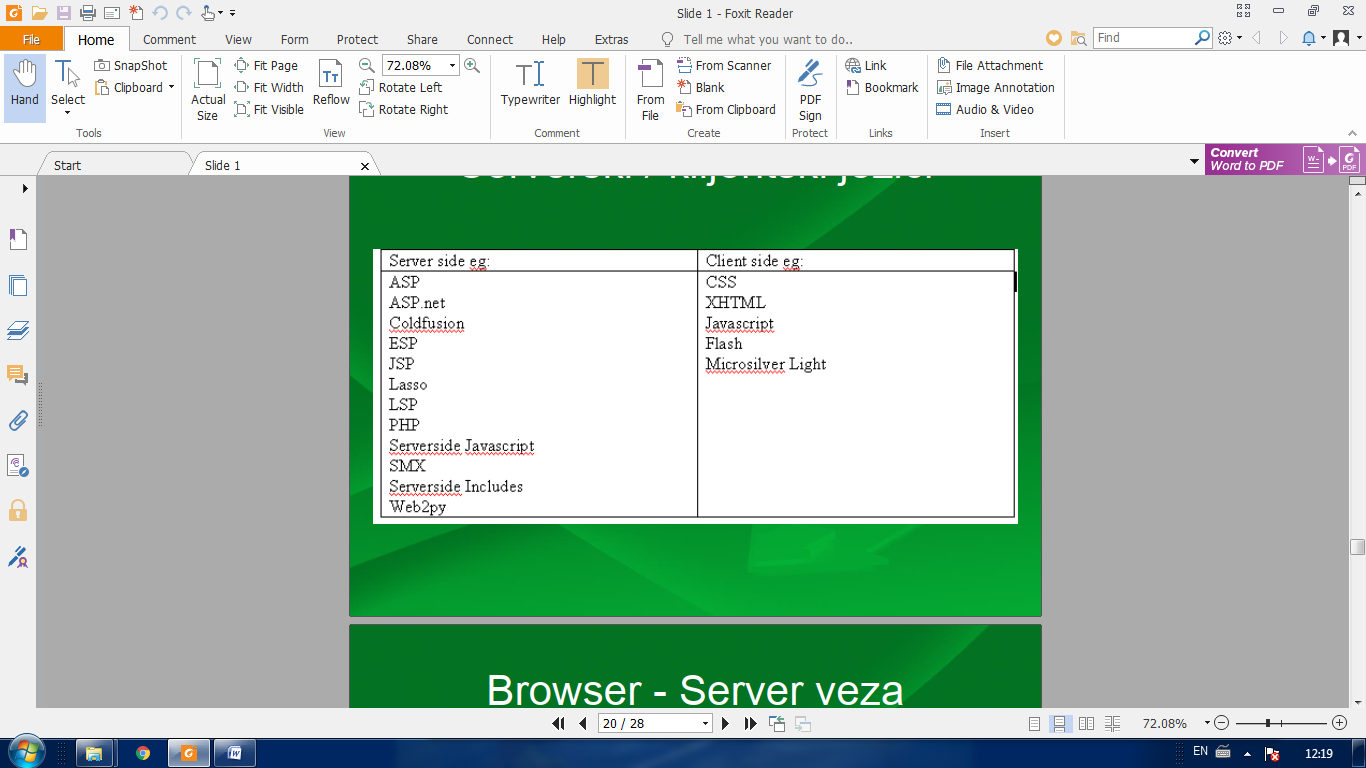 Slide 1 - Foxit Reader
File Home Comment View Form Protect Share Connect Help Extras Tell me what you want to do.. Find
Hand
Select
SnapShot
Clipboard
Tools
Actual Size
Fit Page
Fit Width
Fit Visible
Reflow
72.08%
Rotate Left
Rotate Right
View
Typewriter
Highlight
Comment
From File
From Scanner
Blank
From Clipboard
Create
PDF Sign
Protect
Link
Bookmark
Links
File Attachment
Image Annotation
Audio & Video
Insert
Start
Slide 1
Convert
Word to PDF
Server side eg:
ASP
ASP.net
Coldfusion
ESP
JSP
Lasso
LSP
PHP
Serverside Javascript
SMX
Serverside Includes
Web2py
Client side eg:
CSS
XHTML
Javascript
Flash
Microsilver Light
Browser - Server veza
20 / 28
72.08%
EN
12:19